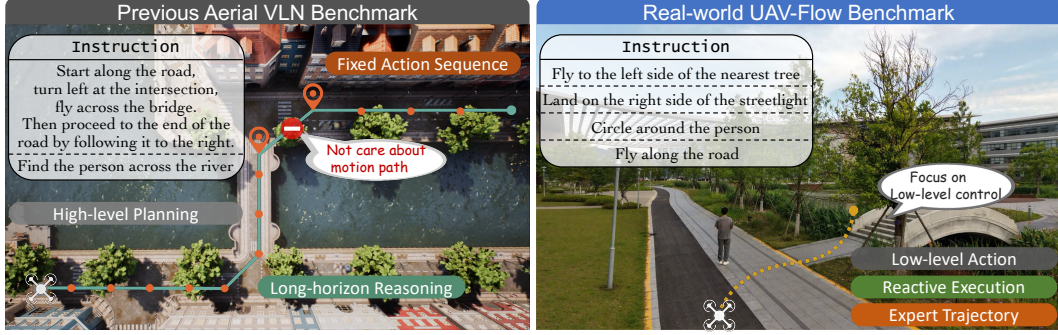 Previous Aerial VLN Benchmark
Instruction
Start along the road,
turn left at the intersection,
fly across the bridge.
Then proceed to the end of the
road by following it to the right.
Find the person across the river
Fixed Action Sequence
Not care about
motion path
High-level Planning
Long-horizon Reasoning
Real-world UAV-Flow Benchmark
Instruction
Fly to the left side of the nearest tree
Land on the right side of the streetlight
Circle around the person
Fly along the road
Focus on
Low-level control
Low-level Action
Reactive Execution
Expert Trajectory